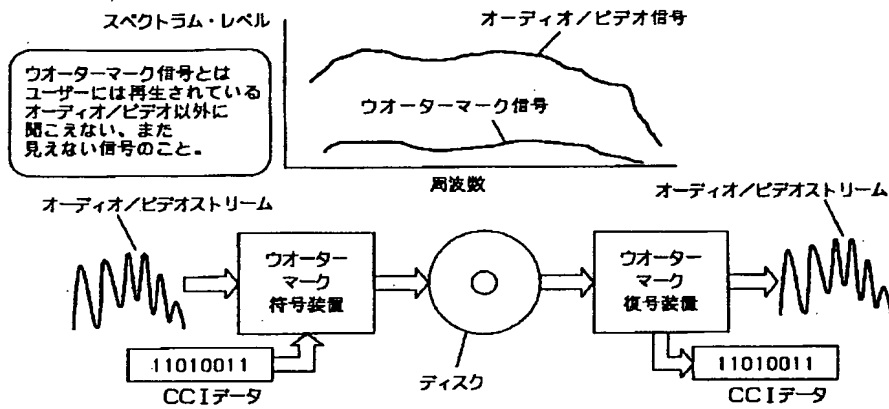 スペクトラム・レベル
オーディオ／ビデオ信号
ウオーターマーク信号とは
ユーザーには再生されている
オーディオ／ビデオ以外に
聞こえない、また
見えない信号のこと。
ウオーターマーク信号
周波数
オーディオ／ビデオストリーム
オーディオ／ビデオストリーム
ウオーター
マーク
符号装置
ウオーター
マーク
復号装置
11010011
CCIデータ
ディスク
11010011
CCIデータ